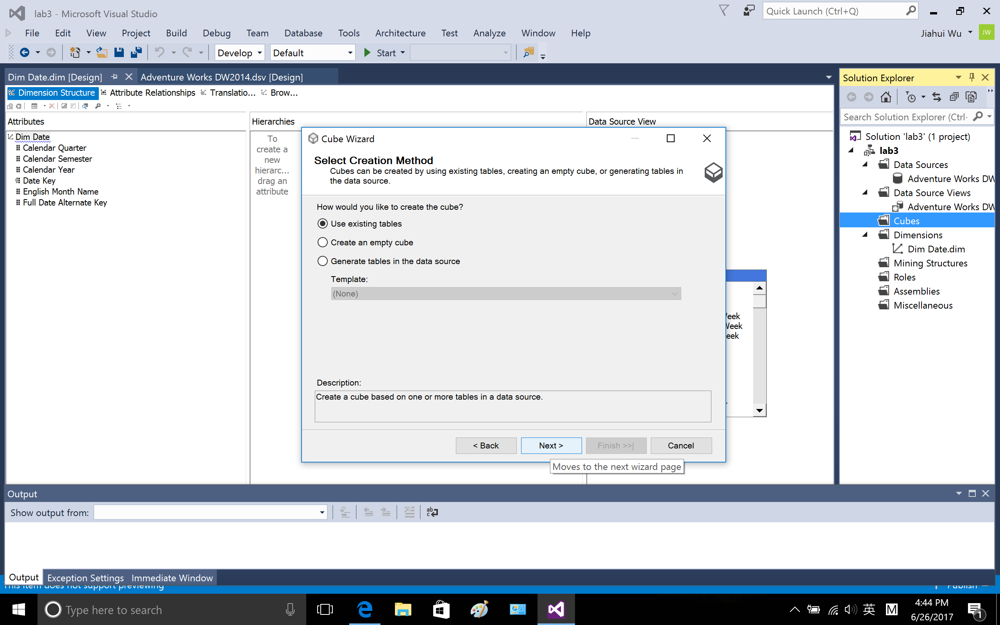 lab3 - Microsoft Visual Studio
Quick Launch (Ctrl+Q)
File Edit View Project Build Debug Team Database Tools Architecture Test Analyze Window Help
Jiahui Wu JW
Develop Default Start
Dim Date.dim [Design] Adventure Works DW2014.dsv [Design]
Dimension Structure Attribute Relationships Translatio... Brow...
Attributes
Dim Date
Calendar Quarter
Calendar Semester
Calendar Year
Date Key
English Month Name
Full Date Alternate Key
Hierarchies
To
create a
new
hierarc...
drag an
attribute
Data Source View
Cube Wizard
Select Creation Method
Cubes can be created by using existing tables, creating an empty cube, or generating tables in
the data source.
How would you like to create the cube?
Use existing tables
Create an empty cube
Generate tables in the data source
Template:
(None)
Description:
Create a cube based on one or more tables in a data source.
< Back Next > Finish >>| Cancel
Moves to the next wizard page
eek
Week
eek
Solution Explorer
Search Solution Explorer (Ctrl-
Solution 'lab3' (1 project)
lab3
Data Sources
Adventure Works DW
Data Source Views
Adventure Works DW
Cubes
Dimensions
Dim Date.dim
Mining Structures
Roles
Assemblies
Miscellaneous
Output
Show output from:
Output Exception Settings Immediate Window
This item does not support previewing
Publish
Type here to search
英 M
4:44 PM
6/26/2017
1